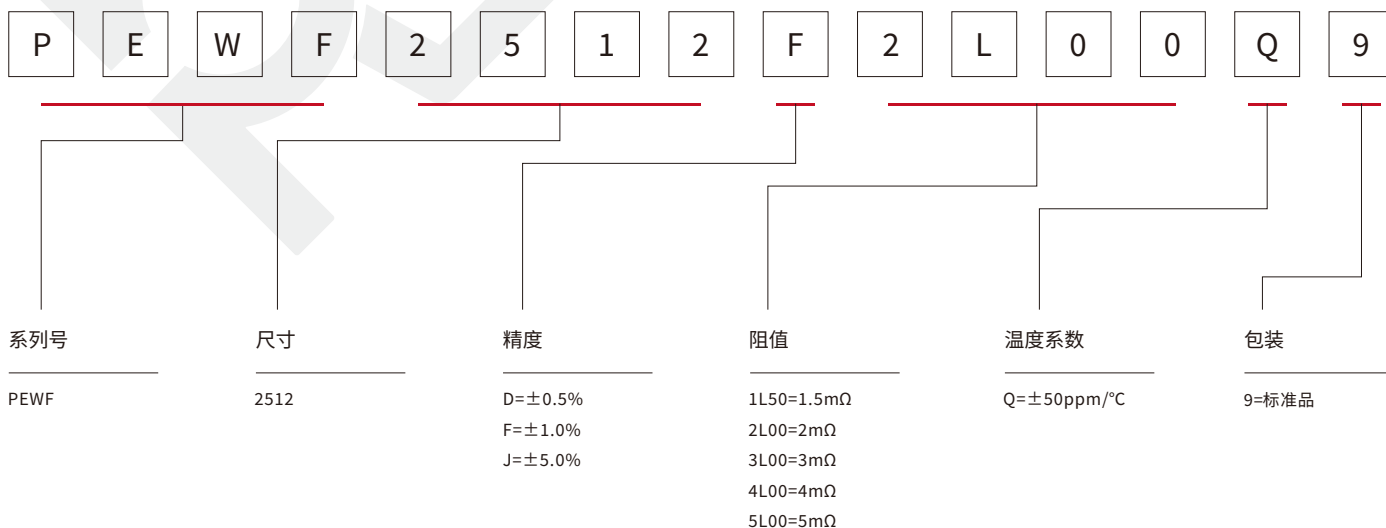 P E W F 2 5 1 2 F 2 L 0 0 Q 9
系列号 尺寸 精度 阻值 温度系数 包装
PEWF 2512 D=±0.5% 1L50=1.5mΩ Q=±50ppm/℃ 9=标准品
F=±1.0% 2L00=2mΩ
J=±5.0% 3L00=3mΩ
4L00=4mΩ
5L00=5mΩ